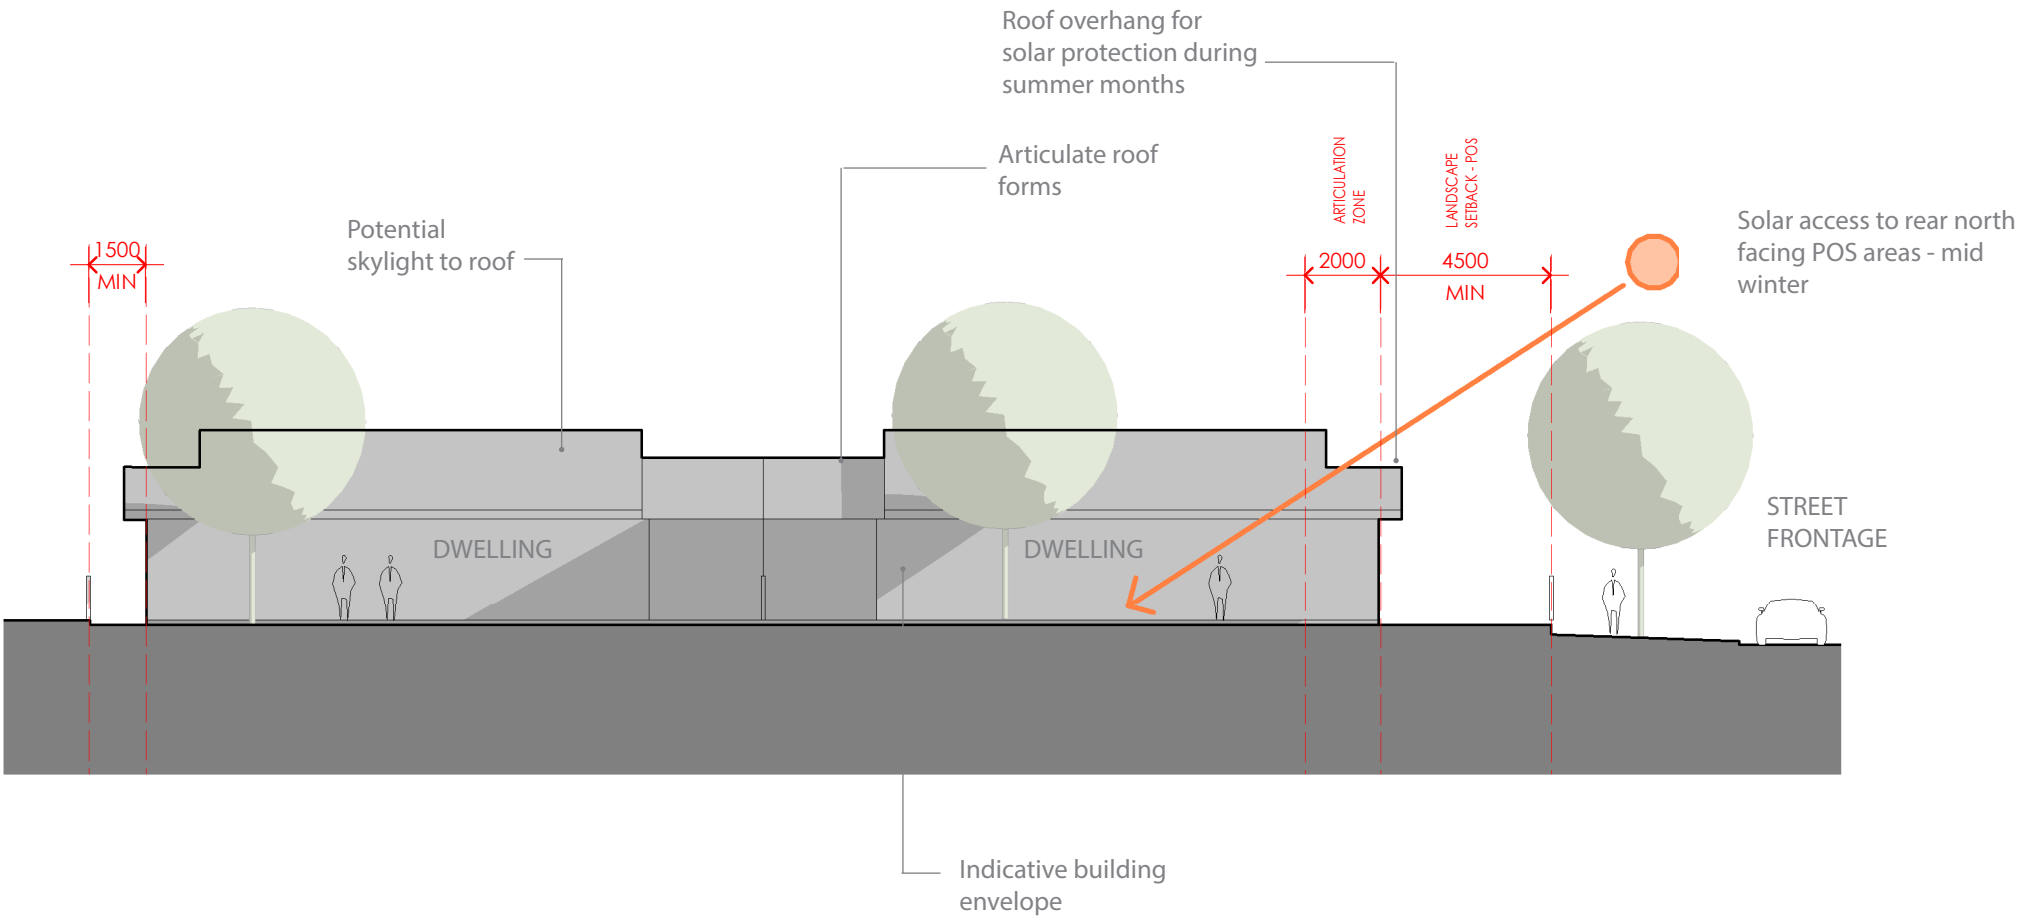 Roof overhang for
solar protection during
summer months
Articulate roof
forms
ARTICULATION
ZONE
LANDSCAPE
SETBACK - POS
Potential
skylight to roof
1500
MIN
2000
4500
MIN
Solar access to rear north
facing POS areas - mid
winter
STREET
FRONTAGE
DWELLING
DWELLING
Indicative building
envelope